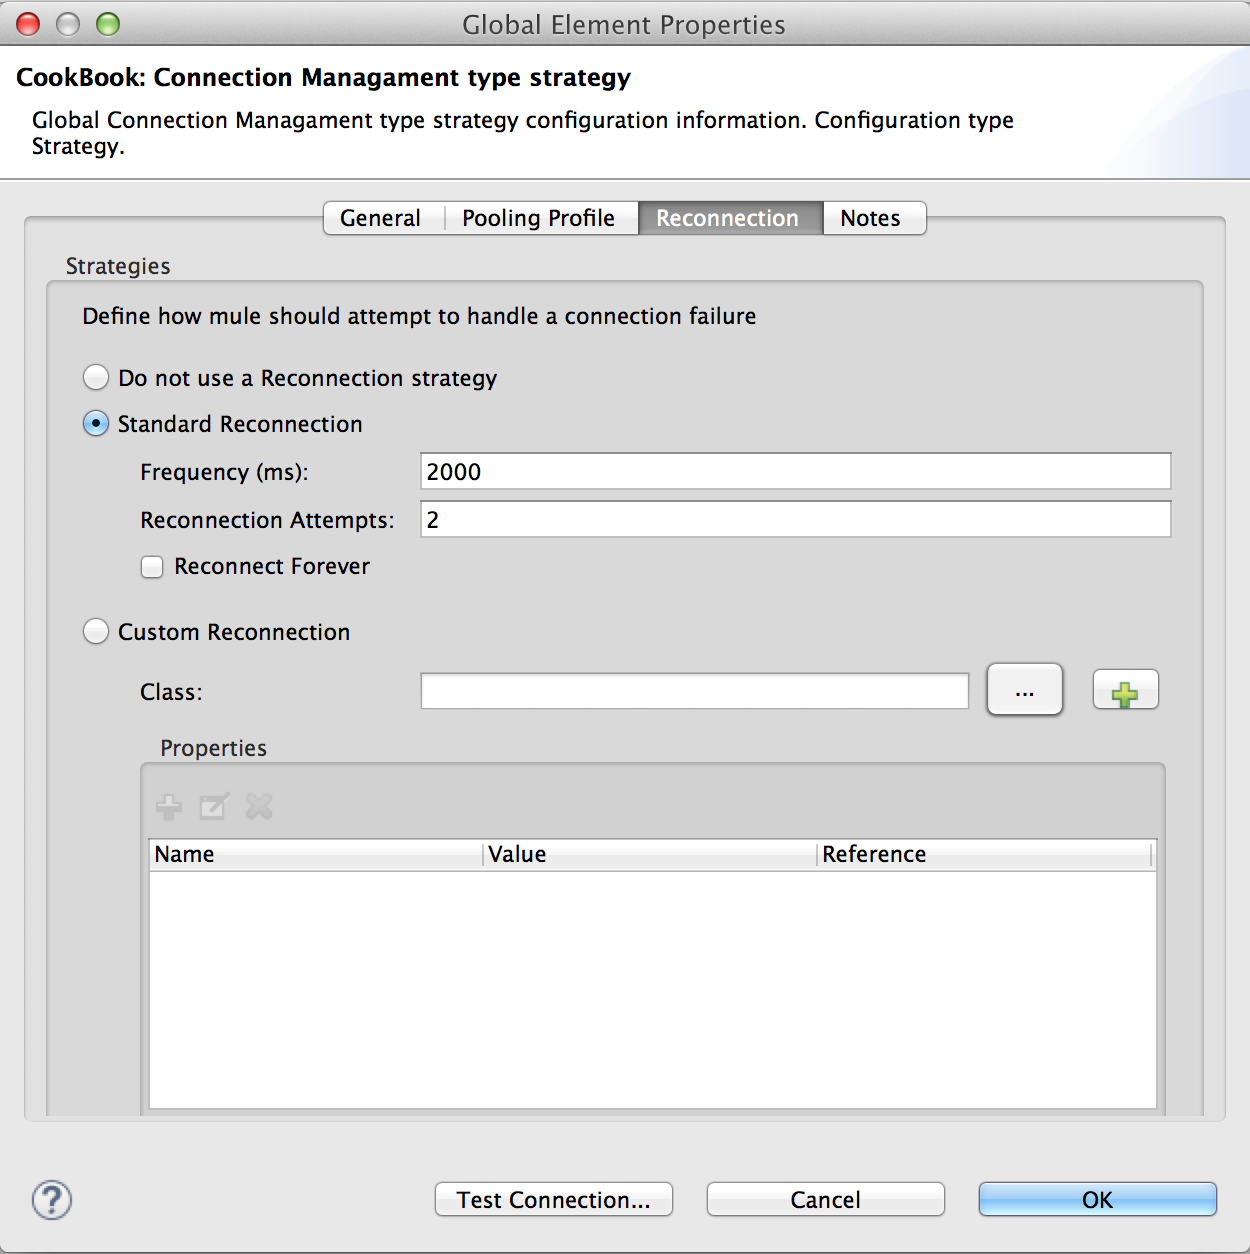 Global Element Properties
CookBook: Connection Managament type strategy
Global Connection Managament type strategy configuration information. Configuration type
Strategy.
General Pooling Profile Reconnection Notes
Strategies
Define how mule should attempt to handle a connection failure
Do not use a Reconnection strategy
Standard Reconnection
Frequency (ms): 2000
Reconnection Attempts: 2
Reconnect Forever
Custom Reconnection
Class: ...
Properties
Name Value Reference
? Test Connection... Cancel OK